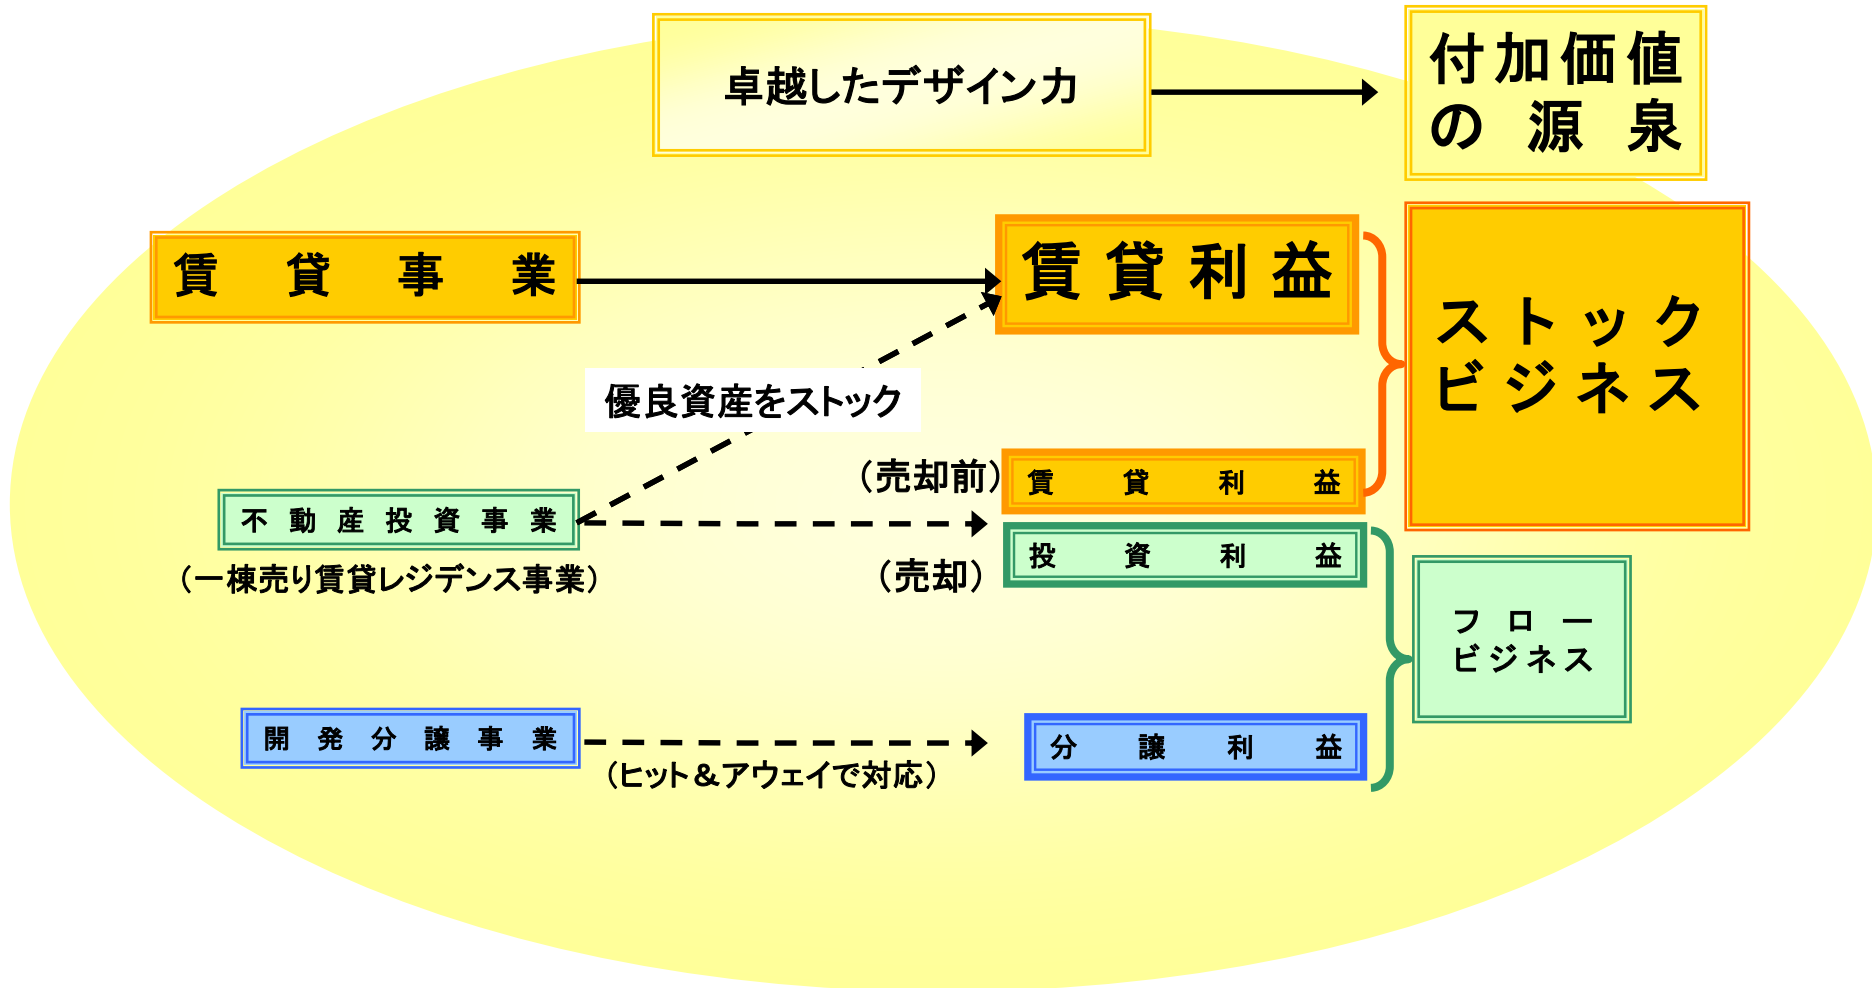 卓越したデザイン力
付加価値
の源泉
賃貸事業
賃貸利益
ストック
ビジネス
優良資産をストック
（売却前）
賃貸利益
不動産投資事業
（一棟売り賃貸レジデンス事業）
（売却）
投資利益
フロー
ビジネス
開発分譲事業
（ヒット＆アウェイで対応）
分譲利益